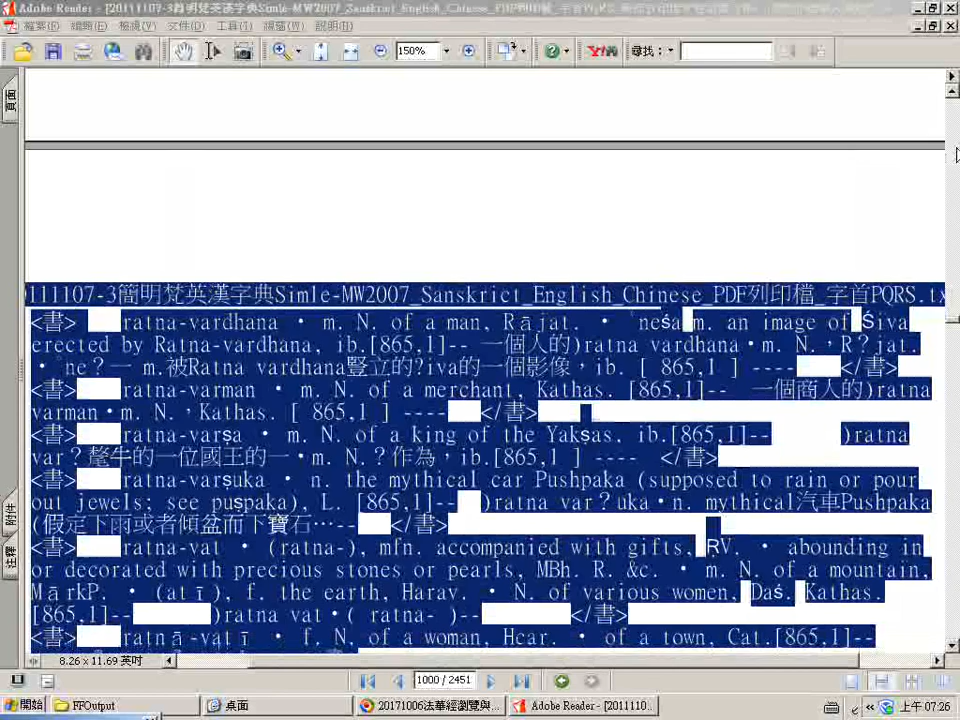 Adobe Reader - [20111107-3簡明梵英漢字典Simle-MW2007_Sanskrict_English_Chinese_PDF列印檔_字首PQRS
檔案(F) 編輯(E) 檢視(V) 文件(D) 工具(T) 視窗(W) 說明(H)
150% 尋找：
頁面
111107-3簡明梵英漢字典Simle-MW2007_Sanskrict_English_Chinese_PDF列印檔_字首PQRS.tx
<書> ratna-vardhana • m. N. of a man, Rājat. • ˚neśa m. an image of Śiva
erected by Ratna-vardhana, ib.[865,1]-- 一個人的)ratna vardhana•m. N.，R?jat.
• ˚ne?一 m.被Ratna vardhana豎立的?iva的一個影像，ib. [ 865,1 ] ---- </書>
<書> ratna-varman • m. N. of a merchant, Kathas. [865,1]-- 一個商人的)ratna
varman•m. N.，Kathas. [ 865,1 ] ---- </書>
<書> ratna-varṣa • m. N. of a king of the Yakṣas, ib.[865,1]-- )ratna
var？氂牛的一位國王的一•m. N.？作為，ib.[865,1 ] ---- </書>
<書> ratna-varṣuka • n. the mythical car Pushpaka (supposed to rain or pour
out jewels; see puṣpaka), L. [865,1]-- )ratna var？uka•n. mythical汽車Pushpaka
(假定下雨或者傾盆而下寶石…-- </書>
<書> ratna-vat • (ratna-), mfn. accompanied with gifts, RV. • abounding in
or decorated with precious stones or pearls, MBh. R. &c. • m. N. of a mountain,
MārkP. • (atī), f. the earth, Harav. • N. of various women, Daś. Kathas.
[865,1]-- )ratna vat•( ratna- )-- </書>
<書> ratnā-vatī • f. N. of a woman, Hcar. • of a town, Cat.[865,1]--
附件
注釋
8.26 x 11.69 英吋
1000 / 2451
開始 FFOutput 桌面 20171006法華經瀏覽與... Adobe Reader - [2011110... 上午 07:26